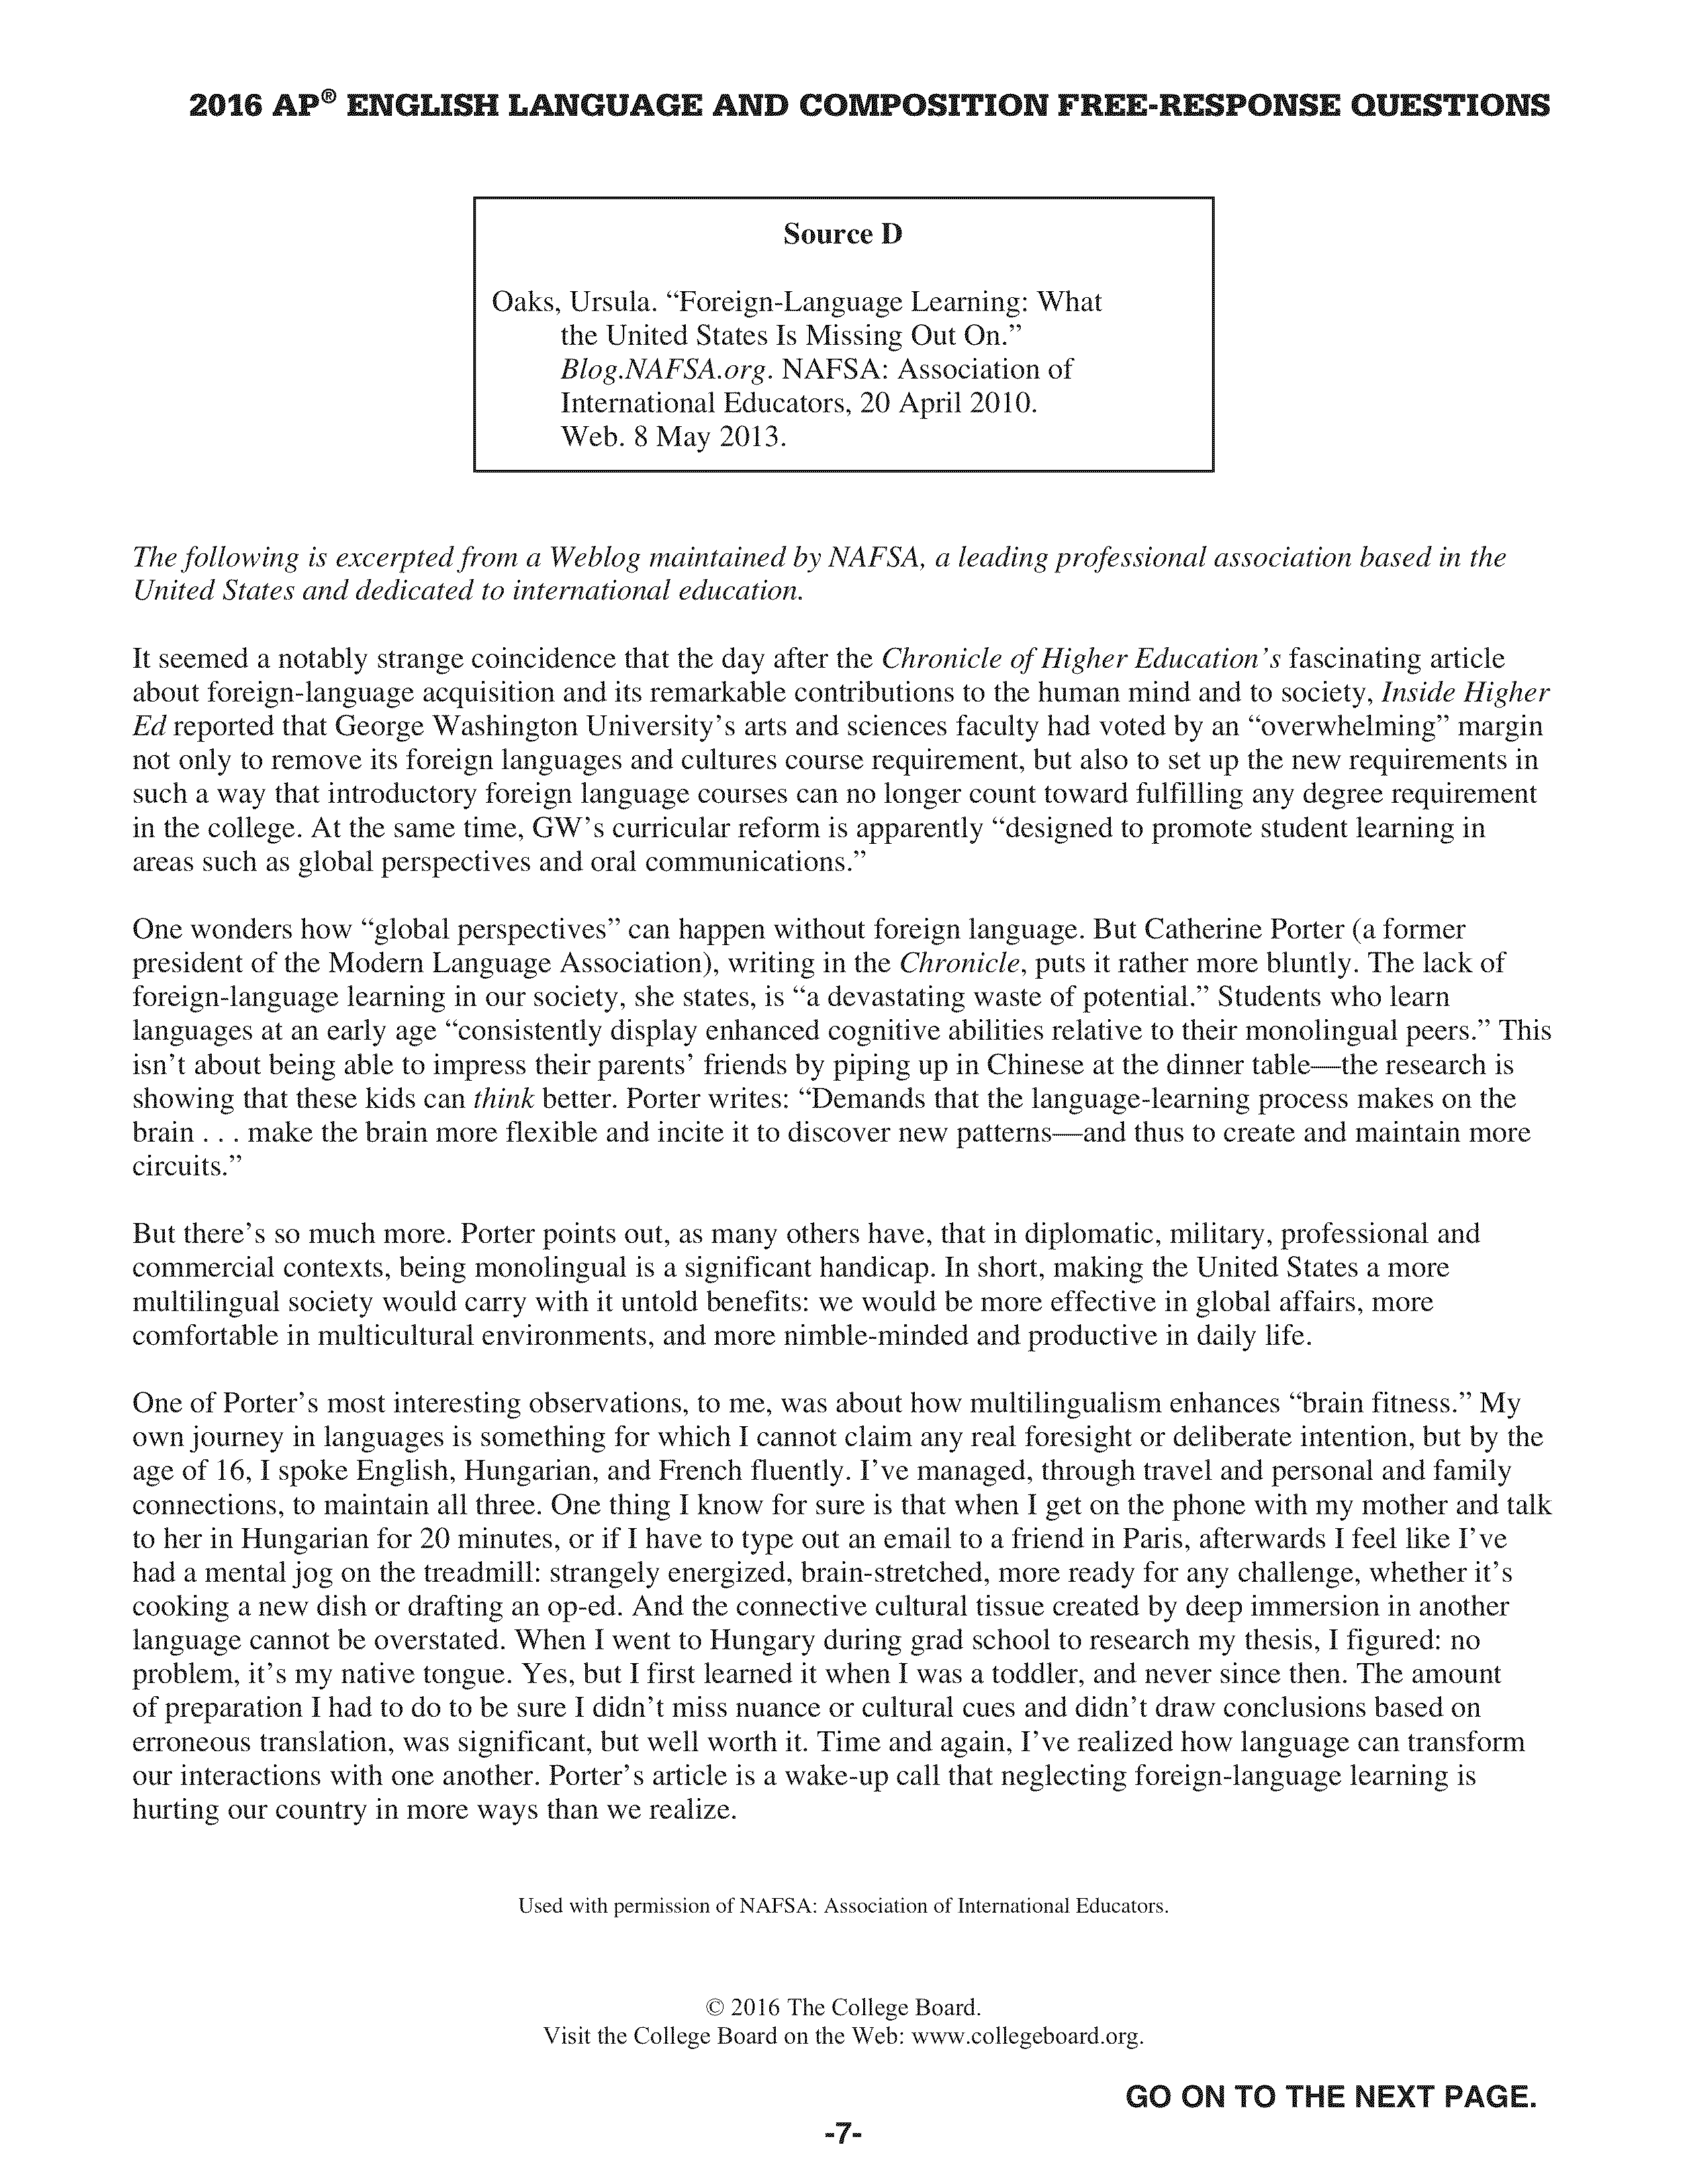 2016 AP® ENGLISH LANGUAGE AND COMPOSITION FREE-RESPONSE QUESTIONS
Source D
Oaks, Ursula. “Foreign-Language Learning: What
the United States Is Missing Out On.”
Blog.NAFSA.org. NAFSA: Association of
International Educators, 20 April 2010.
Web. 8 May 2013.
The following is excerpted from a Weblog maintained by NAFSA, a leading professional association based in the
United States and dedicated to international education.
It seemed a notably strange coincidence that the day after the Chronicle of Higher Education’s fascinating article
about foreign-language acquisition and its remarkable contributions to the human mind and to society, Inside Higher
Ed reported that George Washington University’s arts and sciences faculty had voted by an “overwhelming” margin
not only to remove its foreign languages and cultures course requirement, but also to set up the new requirements in
such a way that introductory foreign language courses can no longer count toward fulfilling any degree requirement
in the college. At the same time, GW’s curricular reform is apparently “designed to promote student learning in
areas such as global perspectives and oral communications.”
One wonders how “global perspectives” can happen without foreign language. But Catherine Porter (a former
president of the Modern Language Association), writing in the Chronicle, puts it rather more bluntly. The lack of
foreign-language learning in our society, she states, is “a devastating waste of potential.” Students who learn
languages at an early age “consistently display enhanced cognitive abilities relative to their monolingual peers.” This
isn’t about being able to impress their parents’ friends by piping up in Chinese at the dinner table—the research is
showing that these kids can think better. Porter writes: “Demands that the language-learning process makes on the
brain . . . make the brain more flexible and incite it to discover new patterns—and thus to create and maintain more
circuits.”
But there’s so much more. Porter points out, as many others have, that in diplomatic, military, professional and
commercial contexts, being monolingual is a significant handicap. In short, making the United States a more
multilingual society would carry with it untold benefits: we would be more effective in global affairs, more
comfortable in multicultural environments, and more nimble-minded and productive in daily life.
One of Porter’s most interesting observations, to me, was about how multilingualism enhances “brain fitness.” My
own journey in languages is something for which I cannot claim any real foresight or deliberate intention, but by the
age of 16, I spoke English, Hungarian, and French fluently. I’ve managed, through travel and personal and family
connections, to maintain all three. One thing I know for sure is that when I get on the phone with my mother and talk
to her in Hungarian for 20 minutes, or if I have to type out an email to a friend in Paris, afterwards I feel like I’ve
had a mental jog on the treadmill: strangely energized, brain-stretched, more ready for any challenge, whether it’s
cooking a new dish or drafting an op-ed. And the connective cultural tissue created by deep immersion in another
language cannot be overstated. When I went to Hungary during grad school to research my thesis, I figured: no
problem, it’s my native tongue. Yes, but I first learned it when I was a toddler, and never since then. The amount
of preparation I had to do to be sure I didn’t miss nuance or cultural cues and didn’t draw conclusions based on
erroneous translation, was significant, but well worth it. Time and again, I’ve realized how language can transform
our interactions with one another. Porter’s article is a wake-up call that neglecting foreign-language learning is
hurting our country in more ways than we realize.
Used with permission of NAFSA: Association of International Educators.
© 2016 The College Board.
Visit the College Board on the Web: www.collegeboard.org.
GO ON TO THE NEXT PAGE.
-7-